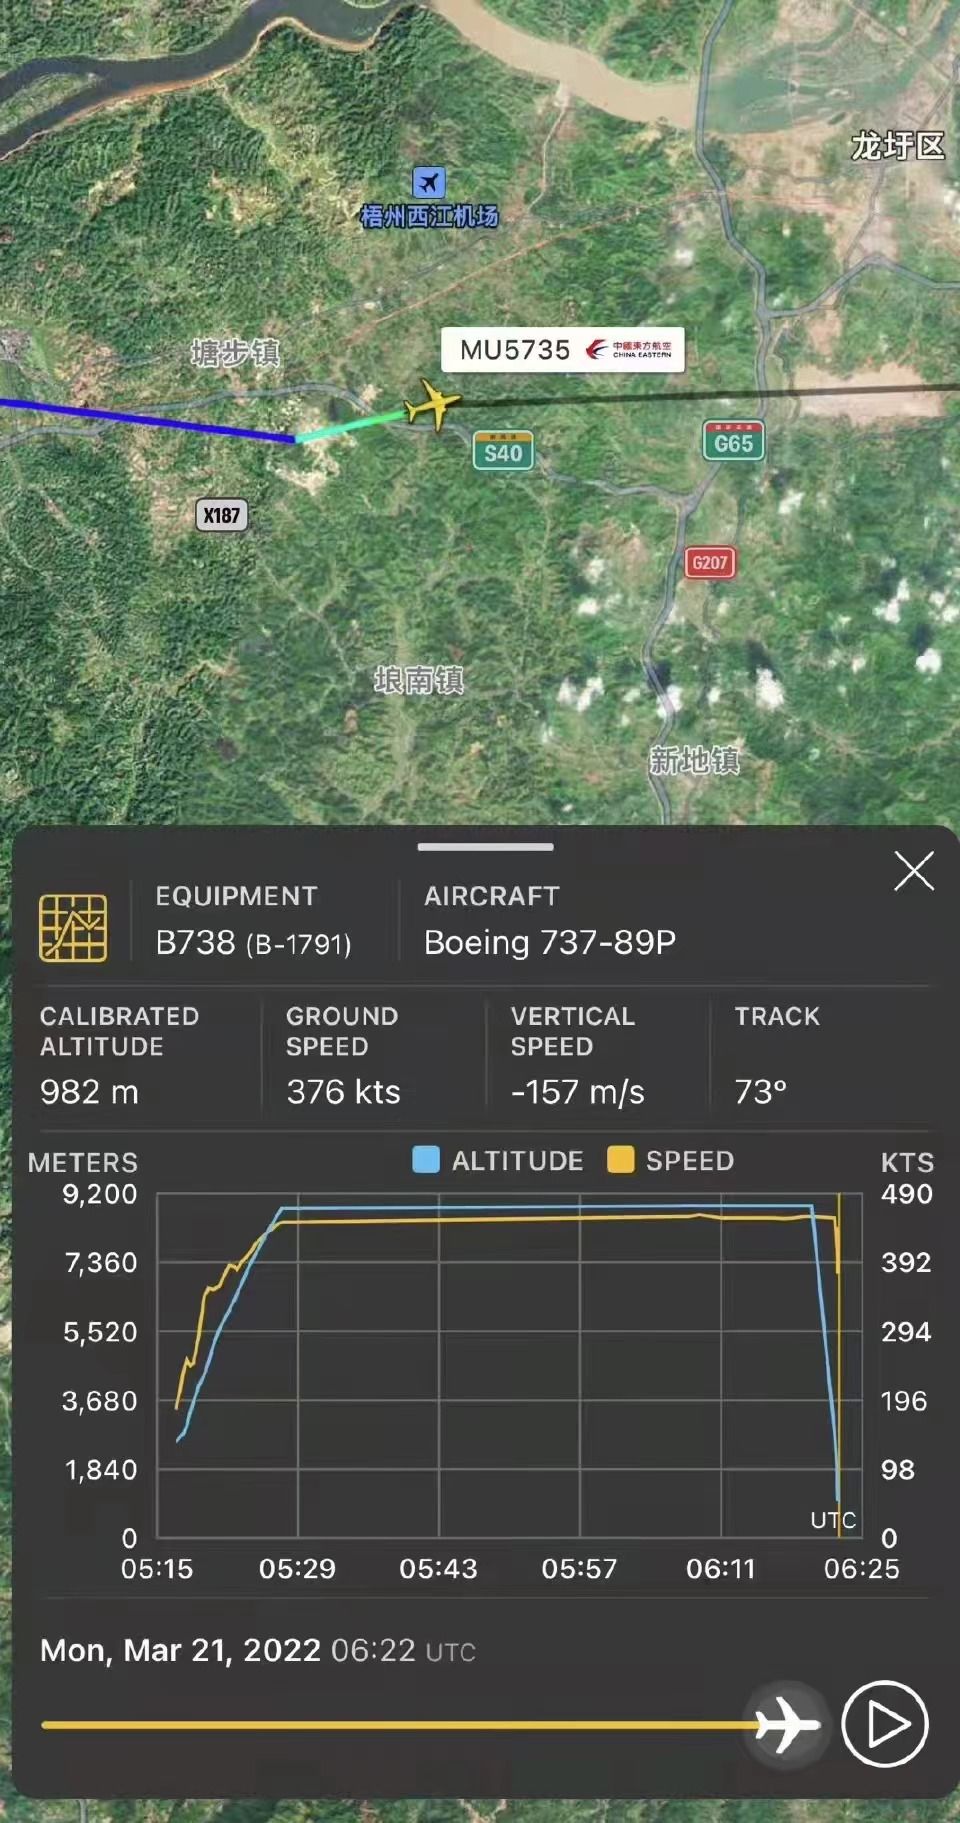 龙圩区
梧州西江机场
塘步镇
MU5735 中國東方航空
CHINA EASTERN
S40
G65
X187
G207
埌南镇
新地镇
EQUIPMENT
B738 (B-1791)
AIRCRAFT
Boeing 737-89P
CALIBRATED
ALTITUDE
982 m
GROUND
SPEED
376 kts
VERTICAL
SPEED
-157 m/s
TRACK
73°
METERS
ALTITUDE
SPEED
KTS
9,200
490
7,360
392
5,520
294
3,680
196
1,840
98
UTC
0
0
05:15
05:29
05:43
05:57
06:11
06:25
Mon, Mar 21, 2022 06:22 UTC